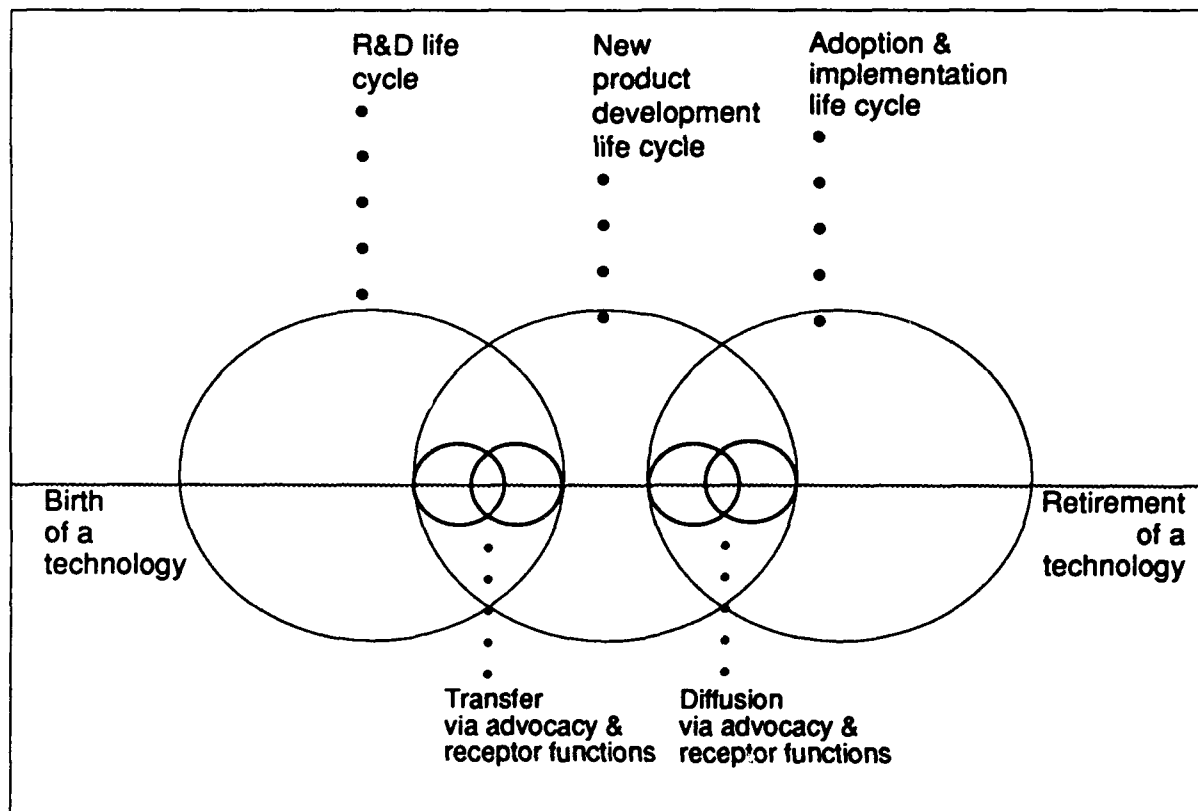 R&D life
cycle
New
product
development
life cycle
Adoption &
implementation
life cycle
Birth
of a
technology
Retirement
of a
technology
Transfer
via advocacy &
receptor functions
Diffusion
via advocacy &
receptor functions